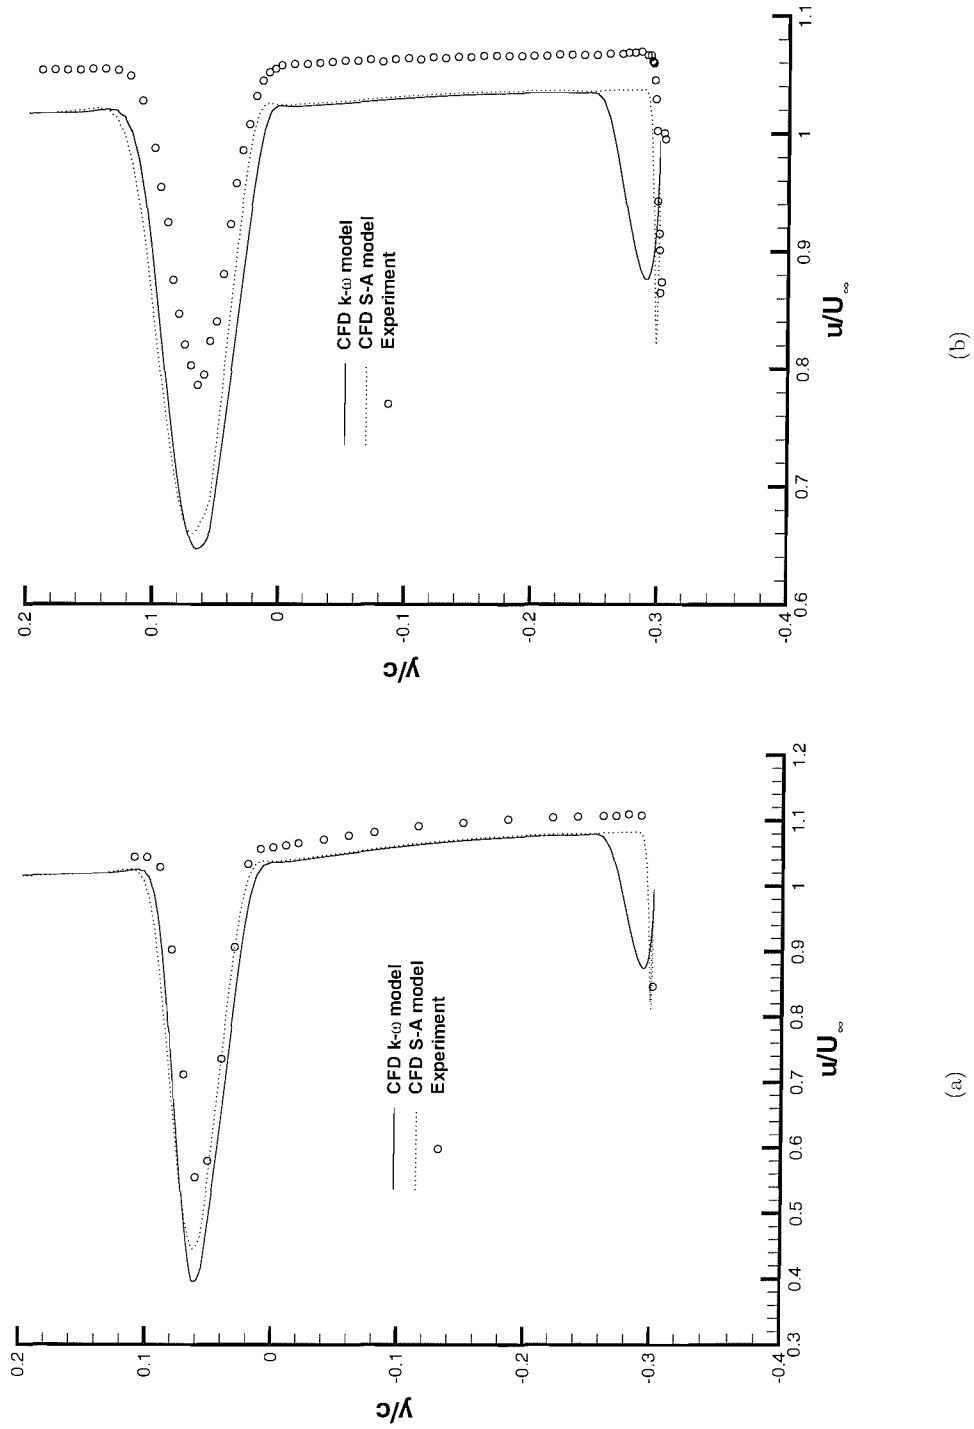 0.2
0.1
0
-0.1
-0.2
-0.3
-0.4
y/c
0.3
0.4
0.5
0.6
0.7
0.8
0.9
1
1.1
1.2
u/U∞
CFD k-ω model
CFD S-A model
Experiment
(a)
0.2
0.1
0
-0.1
-0.2
-0.3
-0.4
y/c
0.6
0.7
0.8
0.9
1
1.1
u/U∞
CFD k-ω model
CFD S-A model
Experiment
(b)